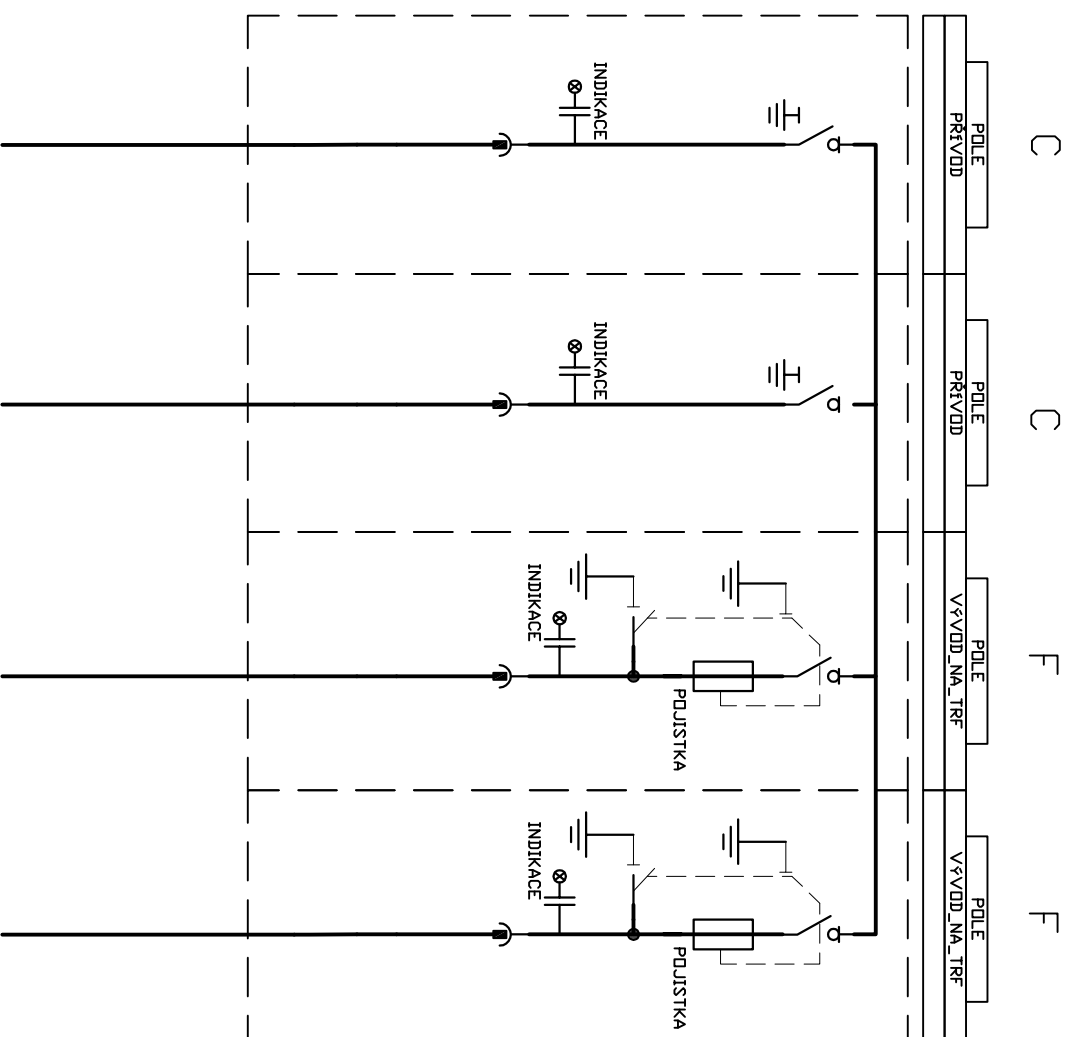 C
POLE
PŘÍVOD
INDIKACE
C
POLE
PŘÍVOD
INDIKACE
F
POLE
VÝVOD_NA_TRF
POJISTKA
INDIKACE
F
POLE
VÝVOD_NA_TRF
POJISTKA
INDIKACE